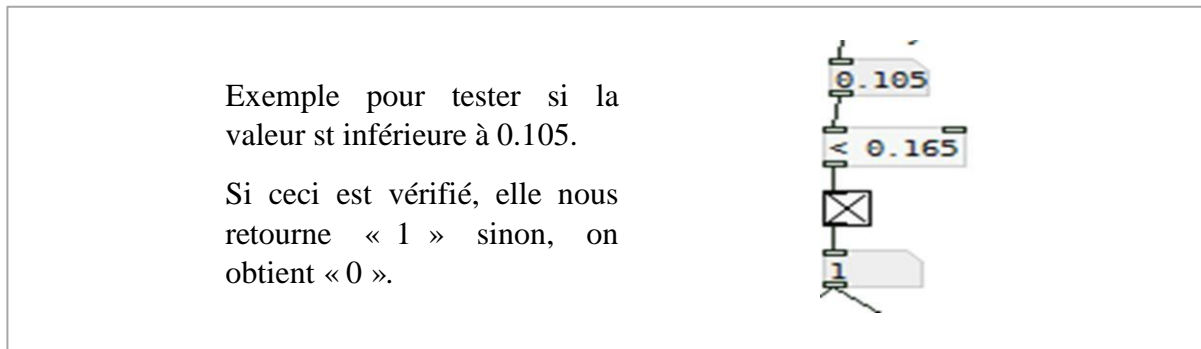 Exemple pour tester si la
valeur st inférieure à 0.105.
Si ceci est vérifié, elle nous
retourne « 1 » sinon, on
obtient « 0 ».
0.105
< 0.165
1